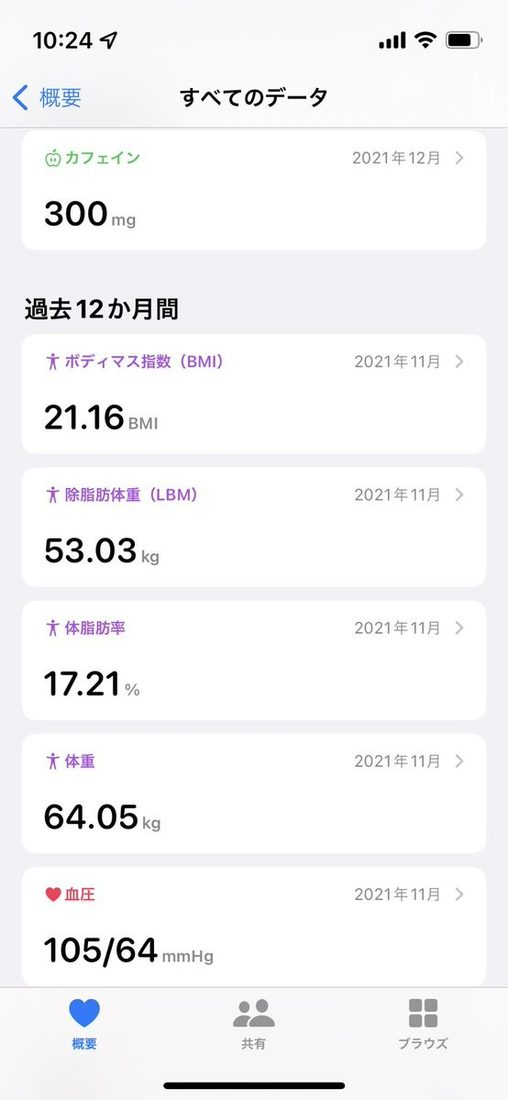 10:24
概要
すべてのデータ
カフェイン 2021年12月
300 mg
過去12か月間
ボディマス指数（BMI） 2021年11月
21.16 BMI
除脂肪体重（LBM） 2021年11月
53.03 kg
体脂肪率 2021年11月
17.21 %
体重 2021年11月
64.05 kg
血圧 2021年11月
105/64 mmHg
概要 共有 ブラウズ